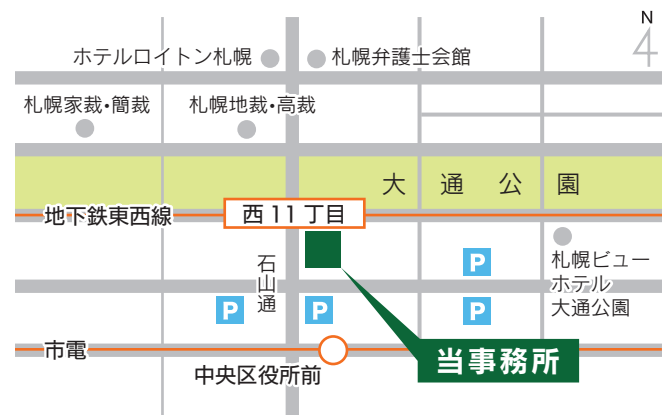 N
ホテルロイトン札幌
札幌弁護士会館
札幌家裁・簡裁
札幌地裁・高裁
大通公園
地下鉄東西線
西11丁目
石山通
P
札幌ビュー
ホテル
大通公園
P
P
P
市電
中央区役所前
当事務所